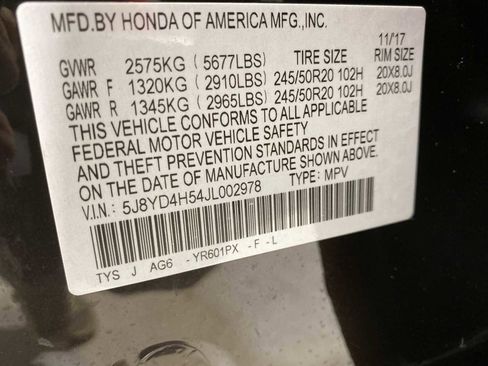 MFD.BY HONDA OF AMERICA MFG.,INC.
11/17
GVWR 2575KG (5677LBS) TIRE SIZE RIM SIZE
GAWR F 1320KG (2910LBS) 245/50R20 102H 20X8.0J
GAWR R 1345KG (2965LBS) 245/50R20 102H 20X8.0J
THIS VEHICLE CONFORMS TO ALL APPLICABLE
FEDERAL MOTOR VEHICLE SAFETY
AND THEFT PREVENTION STANDARDS IN EFFECT
ON THE DATE OF MANUFACTURE SHOWN ABOVE.
V.I.N.: 5J8YD4H54JL002978 TYPE: MPV
TYS J AG6 -YR601PX -F -L